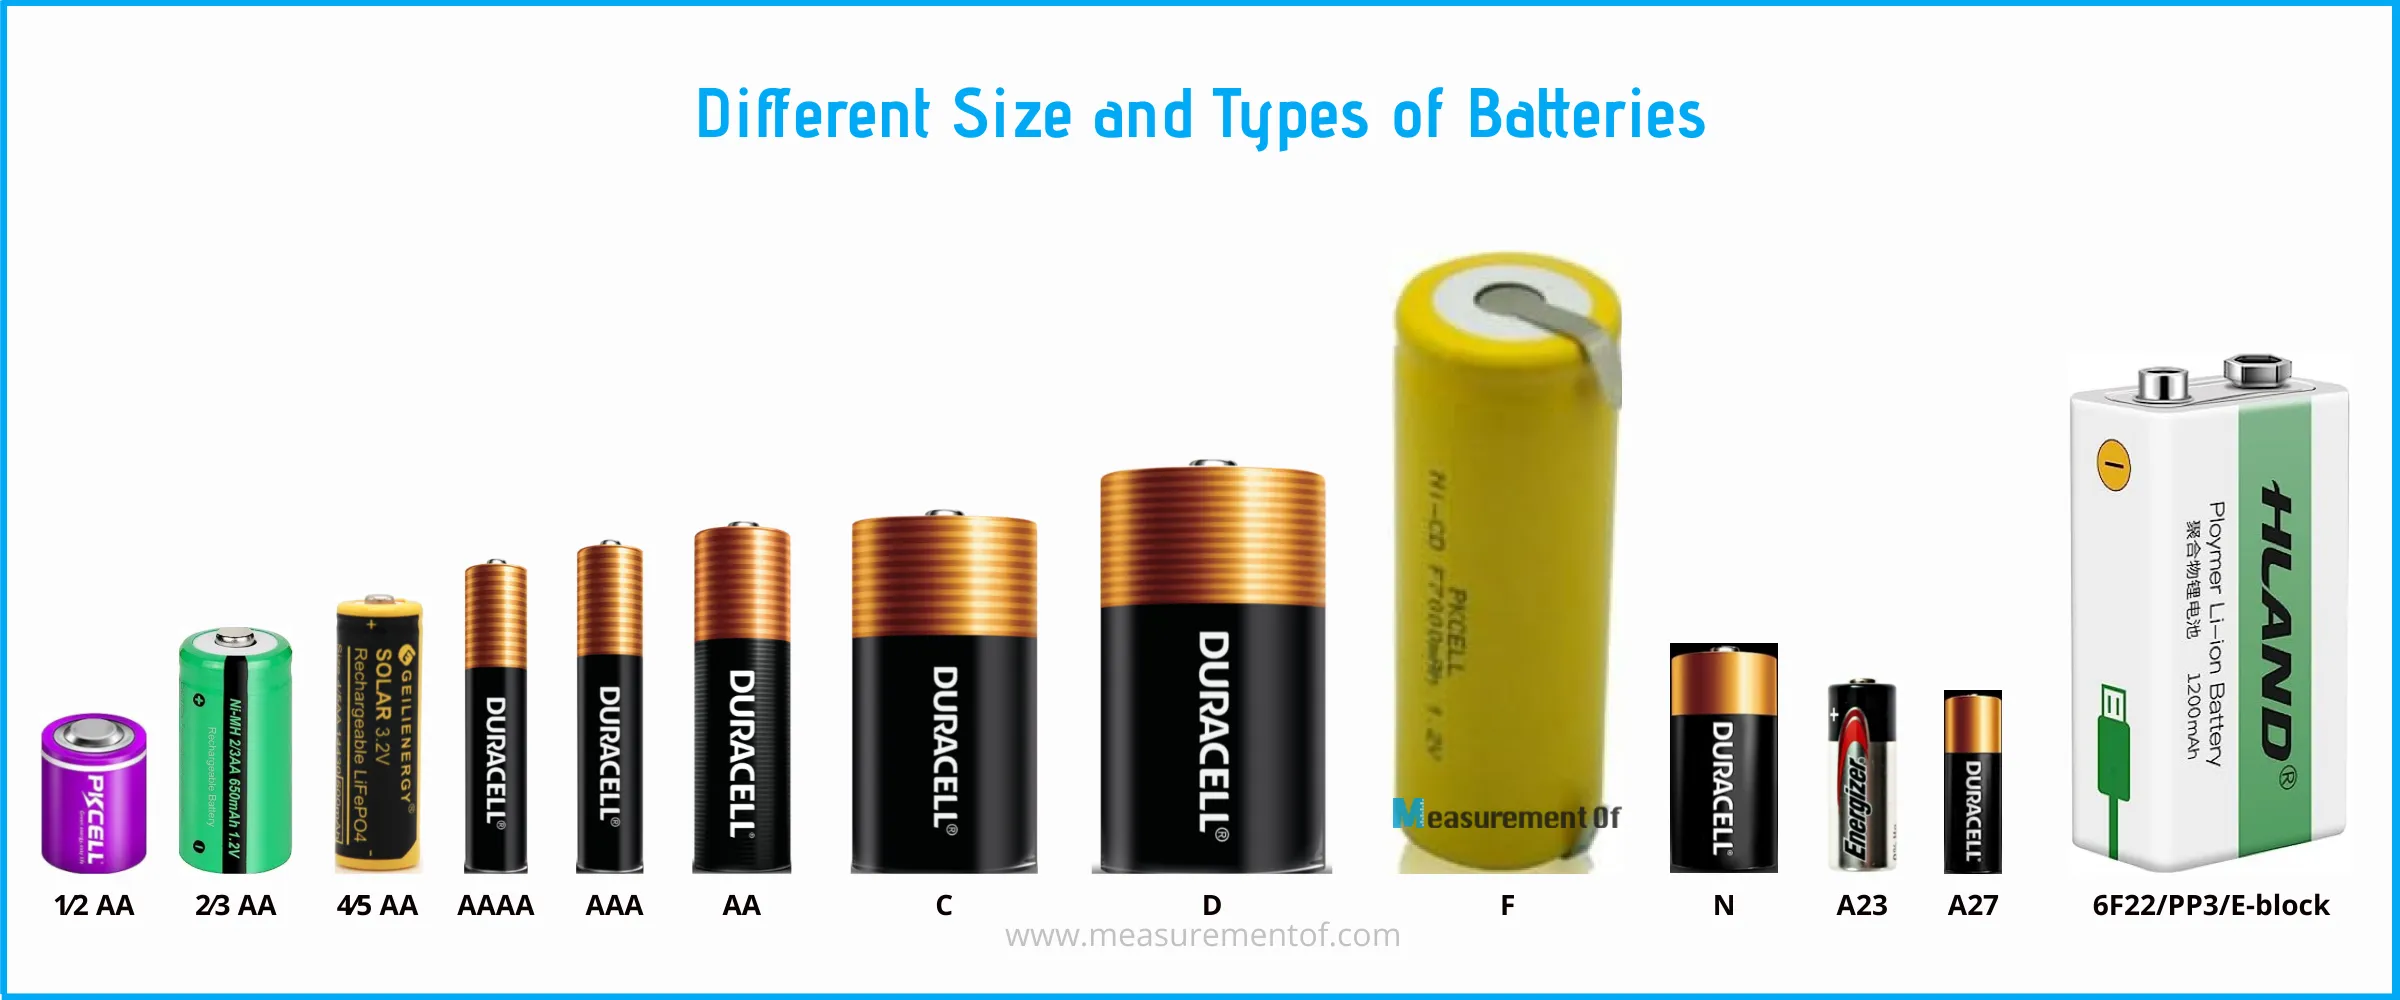 Different Size and Types of Batteries
PKCELL
Ni-MH 2/3AA 650mAh 1.2V
Rechargeable Battery
GEILIENERGY®
SOLAR 3.2V
Rechargeable LiFePO4
DURACELL®
DURACELL®
DURACELL®
DURACELL®
DURACELL®
PKCELL
Ni-CD F7000mAh 1.2V
Measurement Of
DURACELL®
+
Energizer
DURACELL
HLAND®
Ploymer Li-ion Battery
聚合物锂电池 1200mAh
1/2 AA
2/3 AA
4/5 AA
AAAA
AAA
AA
C
D
F
N
A23
A27
6F22/PP3/E-block
www.measurementof.com